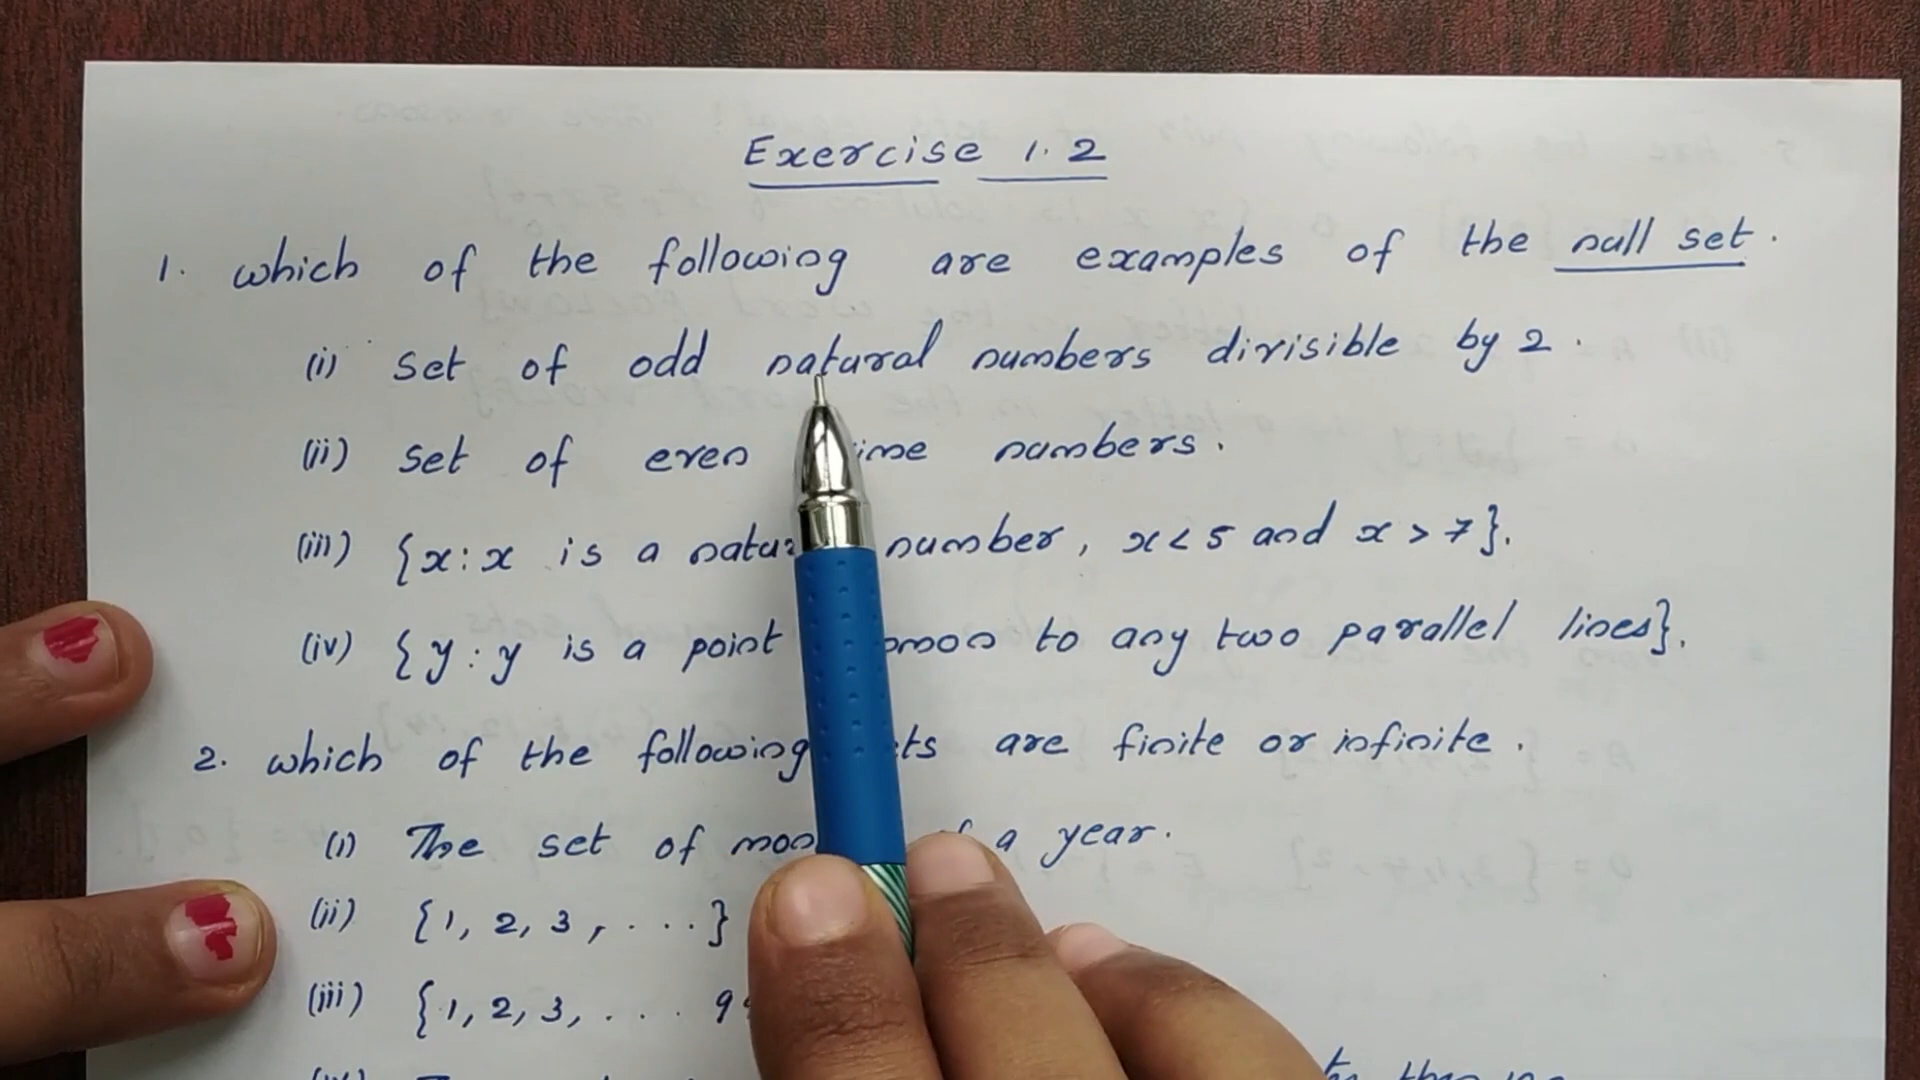 Exercise 1.2
1. which of the following are examples of the null set.
(i) set of odd natural numbers divisible by 2.
(ii) set of even numbers.
(iii) {x:x is a number, x<5 and x>7}.
(iv) {y:y is a point to any two parallel lines}.
2. which of the following are finite or infinite.
(i) The set of a year.
(ii) {1, 2, 3, ...}
(iii) {1, 2, 3, ....